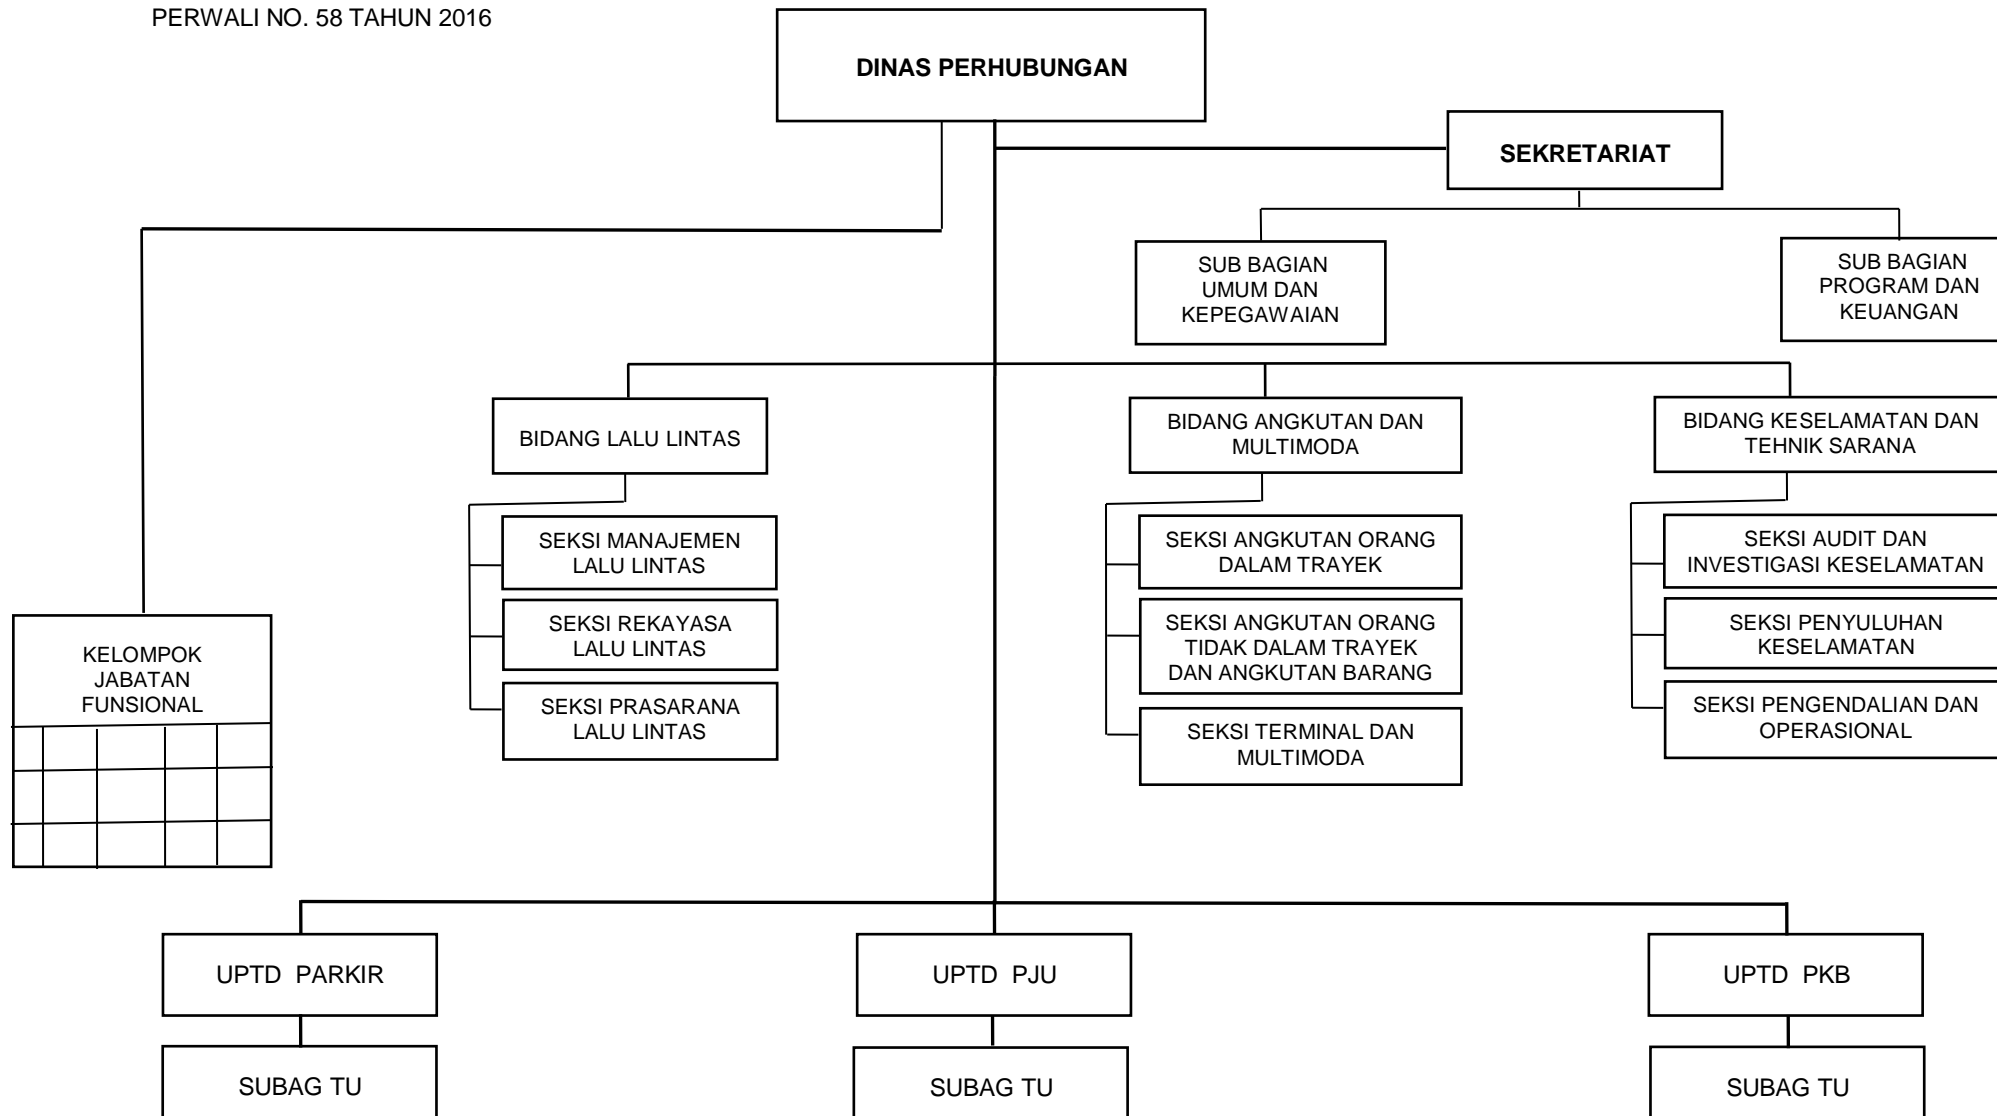 PERWALI NO. 58 TAHUN 2016
DINAS PERHUBUNGAN
SEKRETARIAT
SUB BAGIAN
UMUM DAN
KEPEGAWAIAN
SUB BAGIAN
PROGRAM DAN
KEUANGAN
BIDANG LALU LINTAS
BIDANG ANGKUTAN DAN
MULTIMODA
BIDANG KESELAMATAN DAN
TEHNIK SARANA
SEKSI MANAJEMEN
LALU LINTAS
SEKSI REKAYASA
LALU LINTAS
SEKSI PRASARANA
LALU LINTAS
SEKSI ANGKUTAN ORANG
DALAM TRAYEK
SEKSI ANGKUTAN ORANG
TIDAK DALAM TRAYEK
DAN ANGKUTAN BARANG
SEKSI TERMINAL DAN
MULTIMODA
SEKSI AUDIT DAN
INVESTIGASI KESELAMATAN
SEKSI PENYULUHAN
KESELAMATAN
SEKSI PENGENDALIAN DAN
OPERASIONAL
KELOMPOK
JABATAN
FUNSIONAL
UPTD PARKIR
SUBAG TU
UPTD PJU
SUBAG TU
UPTD PKB
SUBAG TU